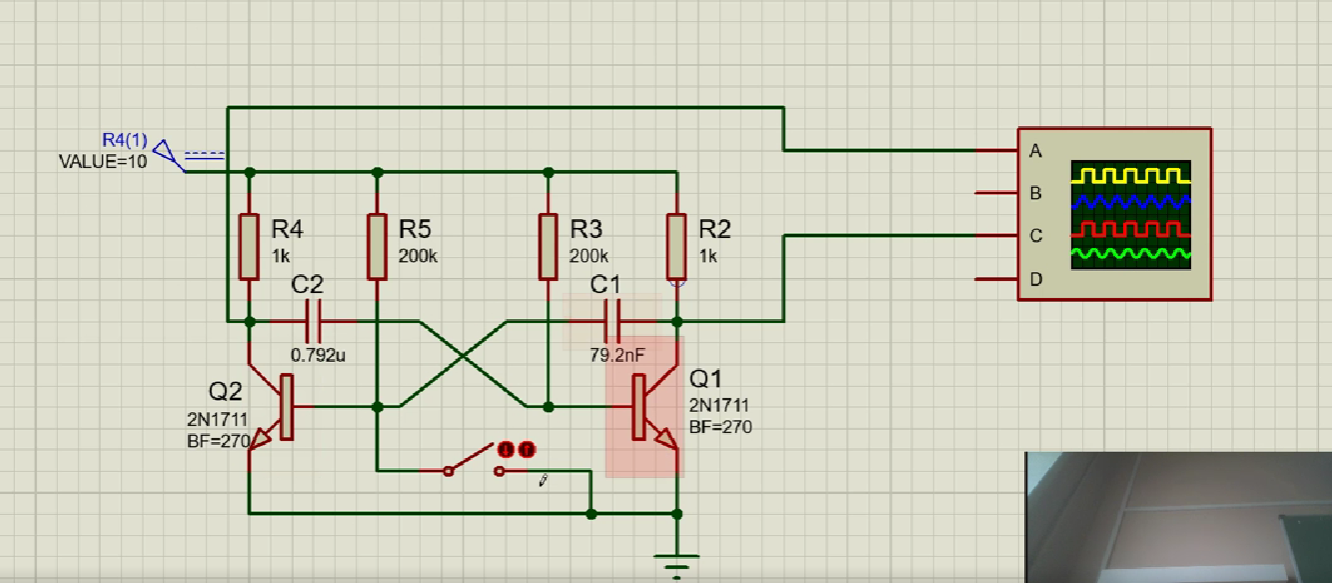 R4(1)
VALUE=10
R4
1k
R5
200k
R3
200k
R2
1k
C2
0.792u
C1
79.2nF
Q2
2N1711
BF=270
Q1
2N1711
BF=270
A
B
C
D